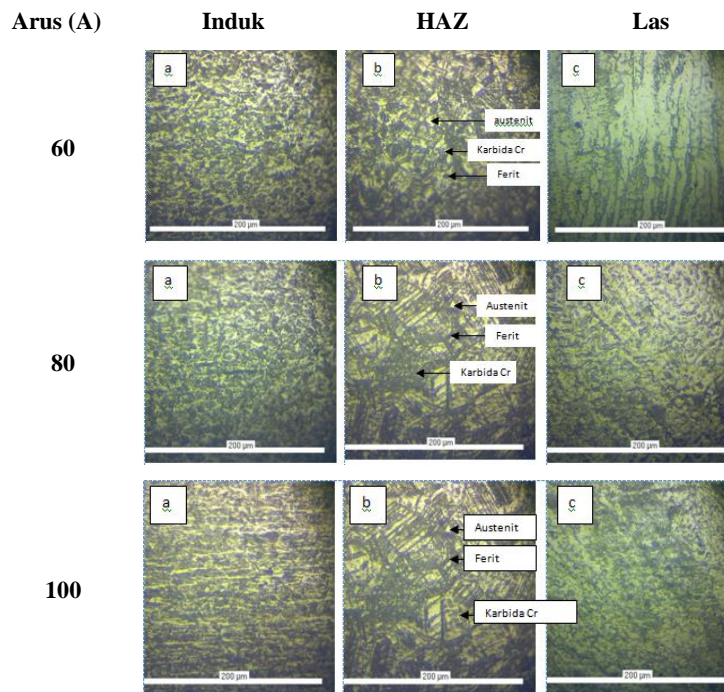 Arus (A) Induk HAZ Las
a b c
austenit
60
Karbida Cr
Ferit
200 µm 200 µm 200 µm
a b c
Austenit
Ferit
80
Karbida Cr
200 µm 200 µm 200 µm
a b c
Austenit
Ferit
100
Karbida Cr
200 µm 200 µm 200 µm